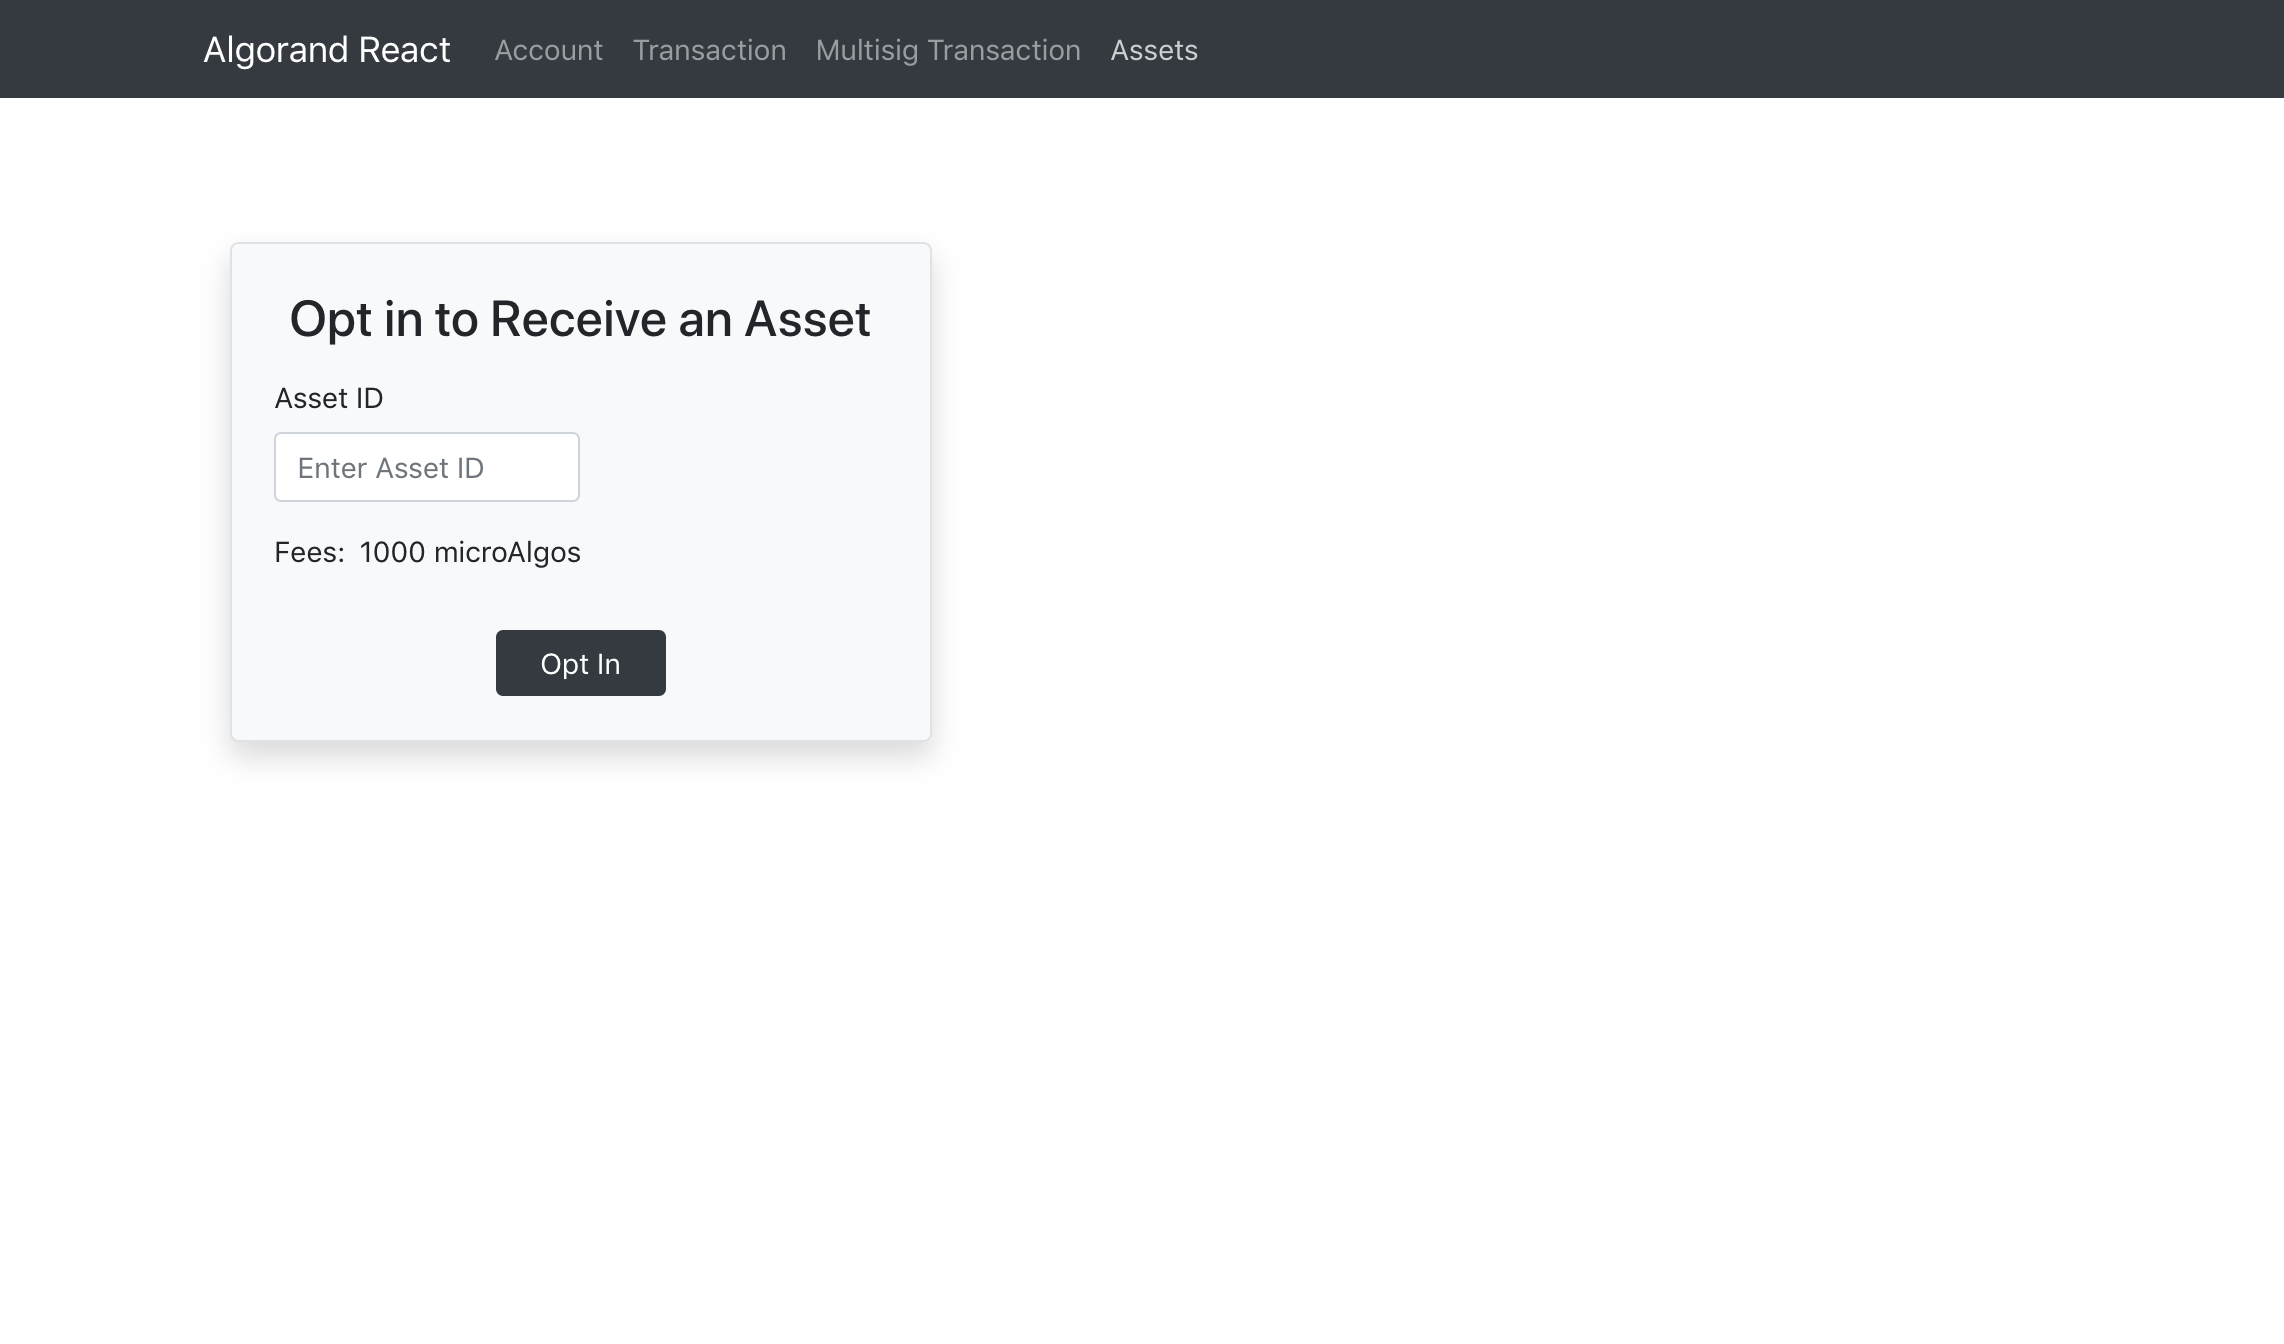 Algorand React Account Transaction Multisig Transaction Assets
Opt in to Receive an Asset
Asset ID
Enter Asset ID
Fees: 1000 microAlgos
Opt In